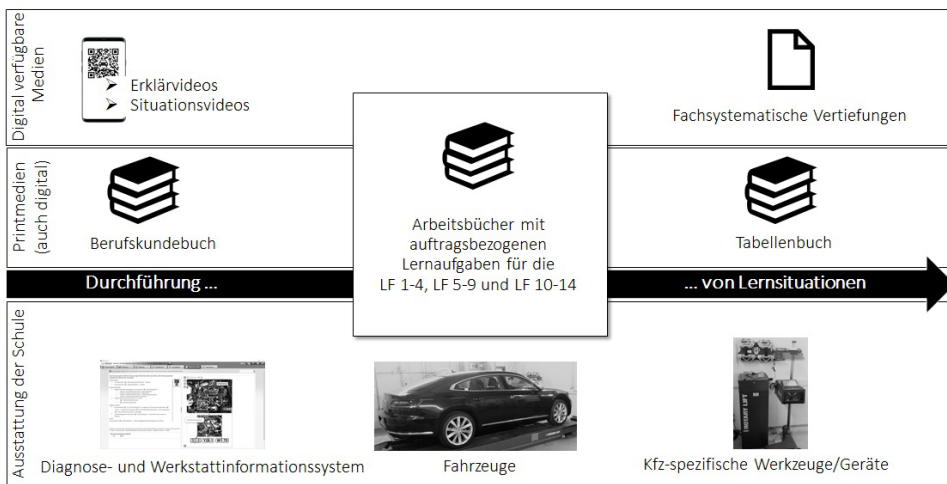 Digital verfügbare
Medien
➢ Erklärvideos
➢ Situationsvideos
Fachsystematische Vertiefungen
Printmedien
(auch digital)
Berufskundebuch
Arbeitsbücher mit
auftragsbezogenen
Lernaufgaben für die
LF 1-4, LF 5-9 und LF 10-14
Tabellenbuch
Durchführung ...
... von Lernsituationen
Ausstattung der Schule
ROTARY LIFT
Diagnose- und Werkstattinformationssystem
Fahrzeuge
Kfz-spezifische Werkzeuge/Geräte